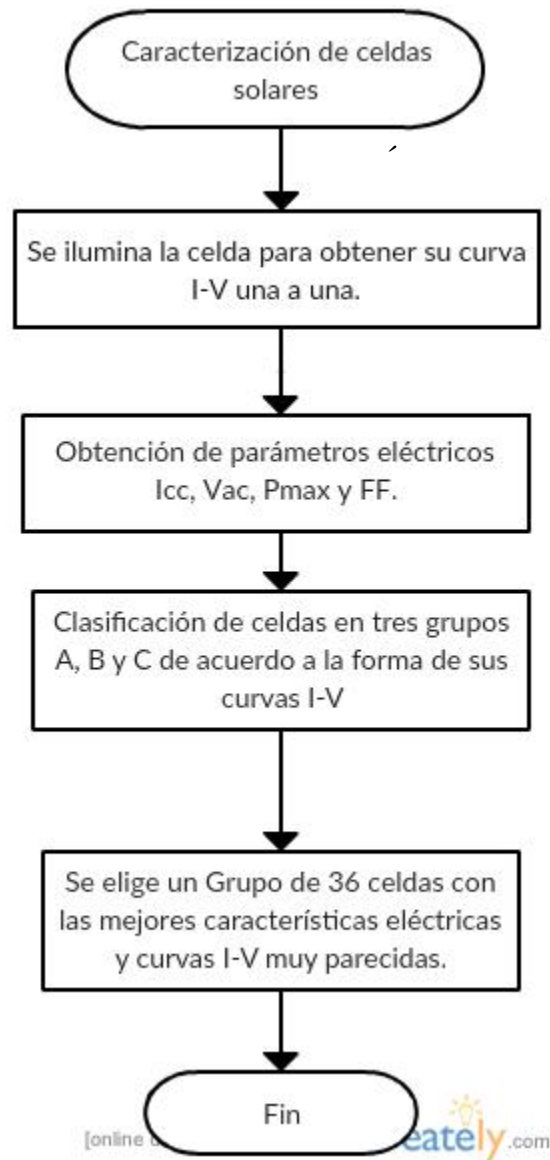 Caracterización de celdas
solares
Se ilumina la celda para obtener su curva
I-V una a una.
Obtención de parámetros eléctricos
Icc, Vac, Pmax y FF.
Clasificación de celdas en tres grupos
A, B y C de acuerdo a la forma de sus
curvas I-V
Se elige un Grupo de 36 celdas con
las mejores característísticas eléctricas
y curvas I-V muy parecidas.
Fin
[online
eately.com